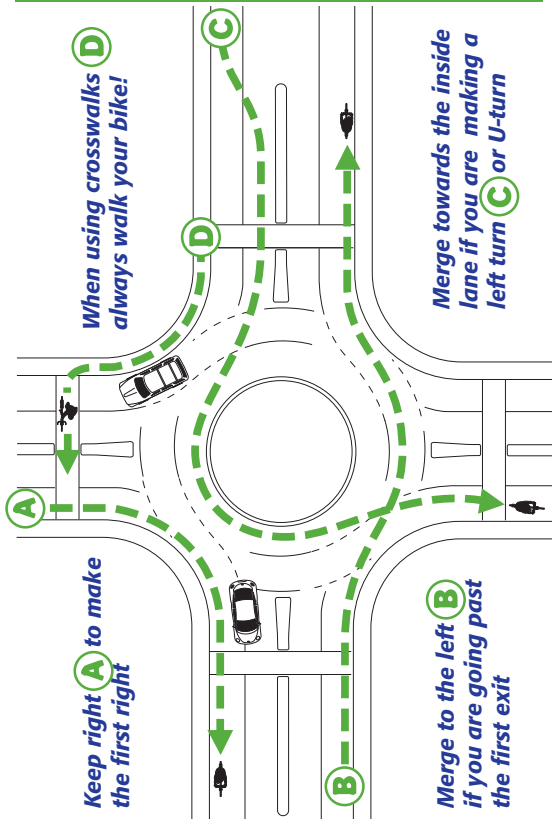 Keep right A to make
the first right
When using crosswalks D
always walk your bike!
A
D
C
B
Merge to the left B
if you are going past
the first exit
Merge towards the inside
lane if you are making a
left turn C or U-turn